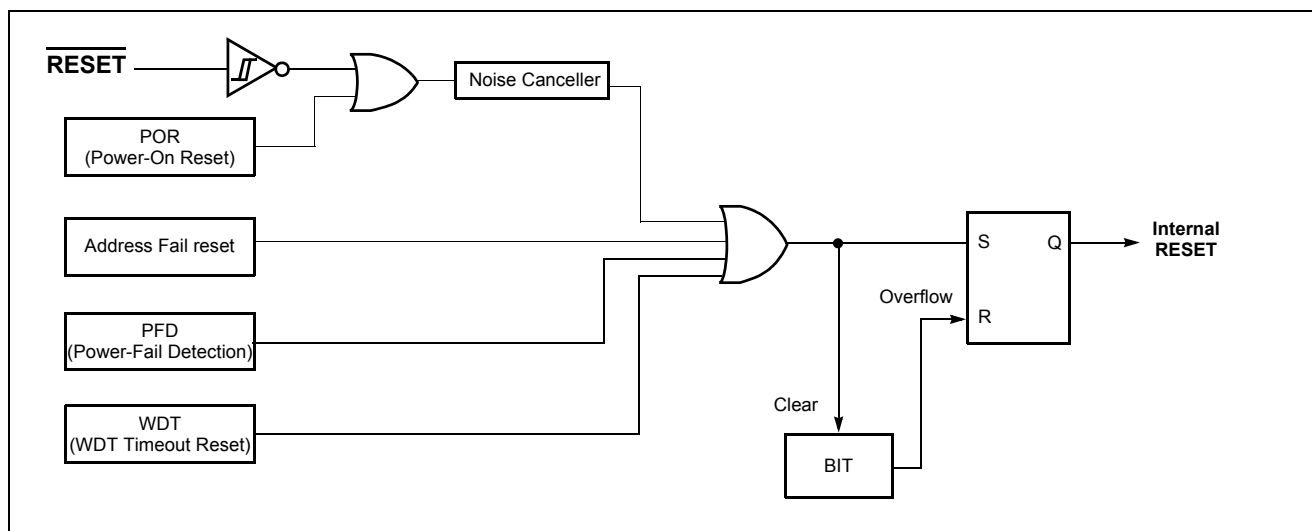 RESET
Noise Canceller
POR
(Power-On Reset)
Address Fail reset
PFD
(Power-Fail Detection)
WDT
(WDT Timeout Reset)
S
Q
R
Internal
RESET
Overflow
Clear
BIT